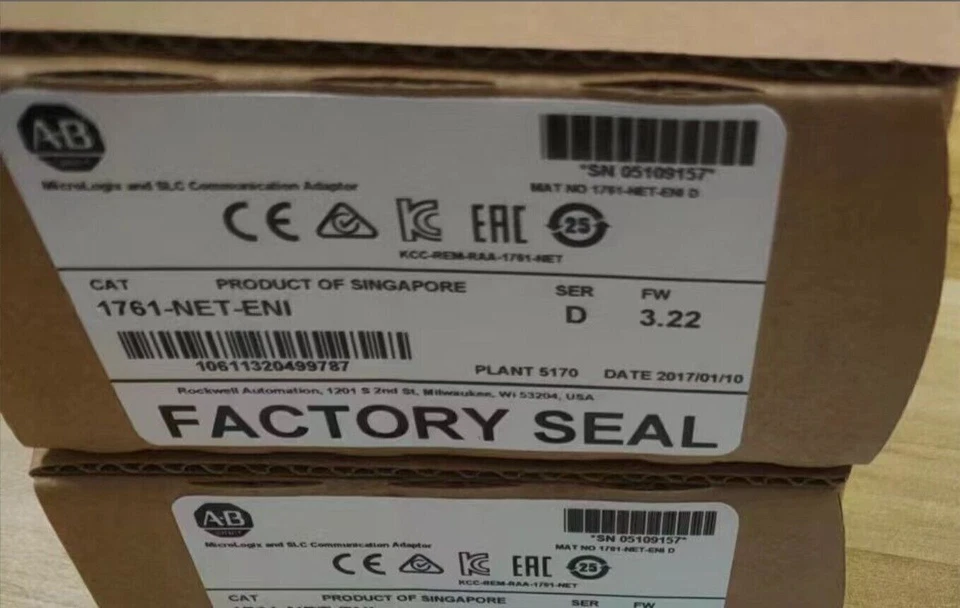 A-B
"SN 05109157"
MicroLogix and SLC Communication Adaptor
MAT NO 1761-NET-ENI D
CE KC EAC 25
KCC-REM-RAA-1761-NET
CAT PRODUCT OF SINGAPORE SER FW
1761-NET-ENI D 3.22
10611320499787
PLANT 5170 DATE 2017/01/10
Rockwell Automation, 1201 S 2nd St, Milwaukee, Wi 53204, USA
FACTORY SEAL
A-B
"SN 05109157"
MicroLogix and SLC Communication Adaptor
MAT NO 1761-NET-ENI D
CE KC EAC 25
KCC-REM-RAA-1761-NET
CAT PRODUCT OF SINGAPORE SER FW
1761-NET-ENI